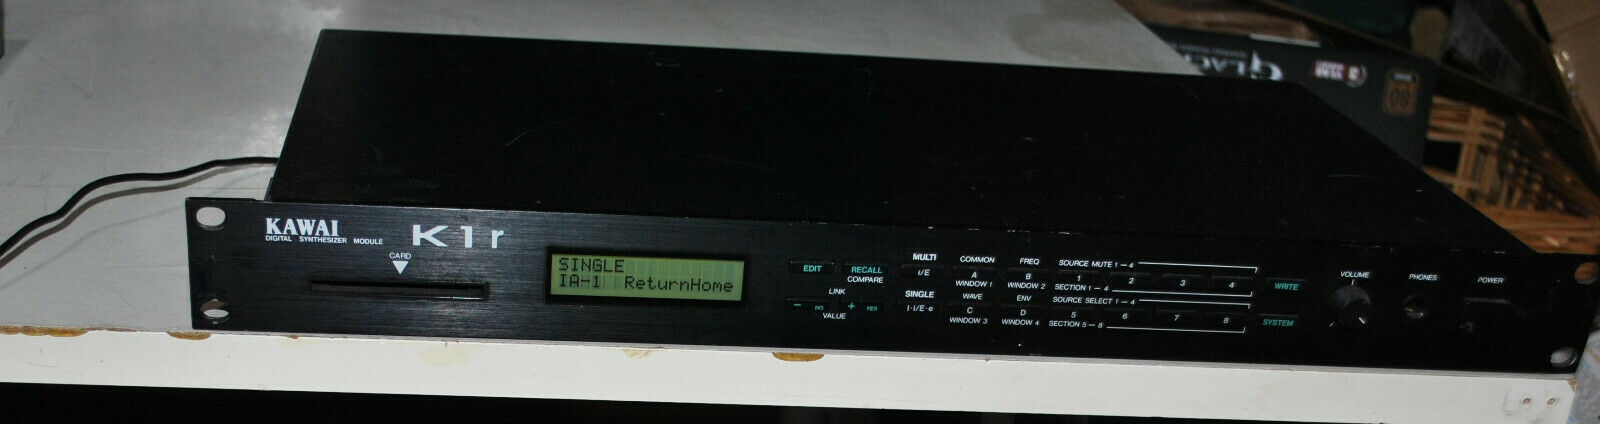 KAWAI
DIGITAL SYNTHESIZER MODULE
K1r
CARD
SINGLE
IA-1 ReturnHome
EDIT
RECALL
COMPARE
LINK
− NO + YES
VALUE
MULTI
I/E
SINGLE
I·i/E·e
COMMON
A
WINDOW 1
FREQ
B
WINDOW 2
WAVE
C
WINDOW 3
ENV
D
WINDOW 4
SOURCE MUTE 1—4
1 2 3 4
SECTION 1—4
SOURCE SELECT 1—4
5 6 7 8
SECTION 5—8
WRITE
SYSTEM
VOLUME
PHONES
POWER
80